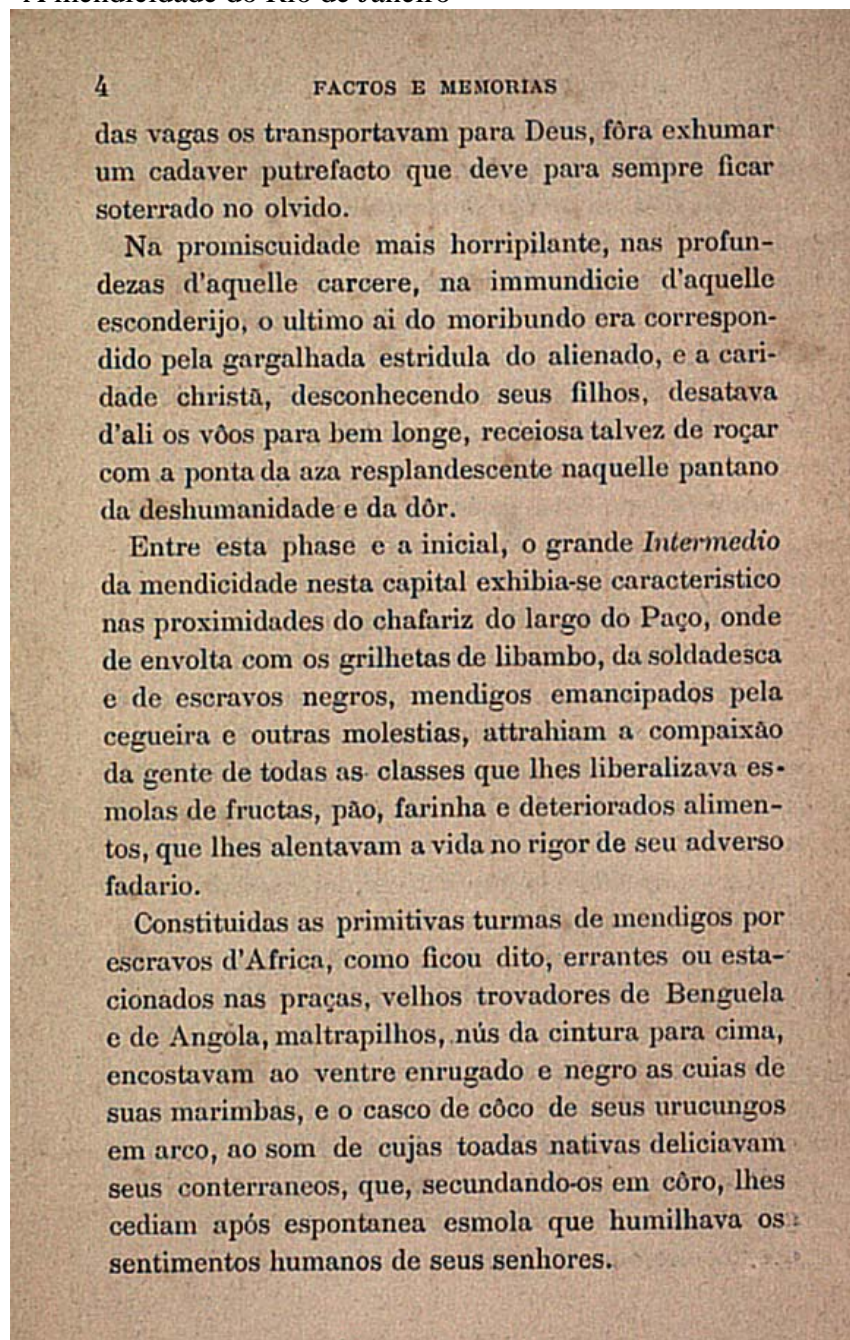 A mendicidade do Rio de Janeiro
4 FACTOS E MEMORIAS
das vagas os transportavam para Deus, fôra exhumar
um cadaver putrefacto que deve para sempre ficar
soterrado no olvido.
Na promiscuidade mais horripilante, nas profun-
dezas d'aquelle carcere, na immundicie d'aquelle
esconderijo, o ultimo ai do moribundo era correspon-
dido pela gargalhada estridula do alienado, e a cari-
dade christã, desconhecendo seus filhos, desatava
d'ali os vôos para bem longe, receiosa talvez de roçar
com a ponta da aza resplandescente naquelle pantano
da deshumanidade e da dôr.
Entre esta phase e a inicial, o grande Intermedio
da mendicidade nesta capital exhibia-se caracteristico
nas proximidades do chafariz do largo do Paço, onde
de envolta com os grilhetas de libambo, da soldadesca
e de escravos negros, mendigos emancipados pela
cegueira e outras molestias, attrahiam a compaixão
da gente de todas as classes que lhes liberalizava es-
molas de fructas, pão, farinha e deteriorados alimen-
tos, que lhes alentavam a vida no rigor de seu adverso
fadario.
Constituidas as primitivas turmas de mendigos por
escravos d'Africa, como ficou dito, errantes ou esta-
cionados nas praças, velhos trovadores de Benguela
e de Angola, maltrapilhos, nús da cintura para cima,
encostavam ao ventre enrugado e negro as cuias de
suas marimbas, e o casco de côco de seus urucungos
em arco, ao som de cujas toadas nativas deliciavam
seus conterraneos, que, secundando-os em côro, lhes
cediam após espontanea esmola que humilhava os
sentimentos humanos de seus senhores.